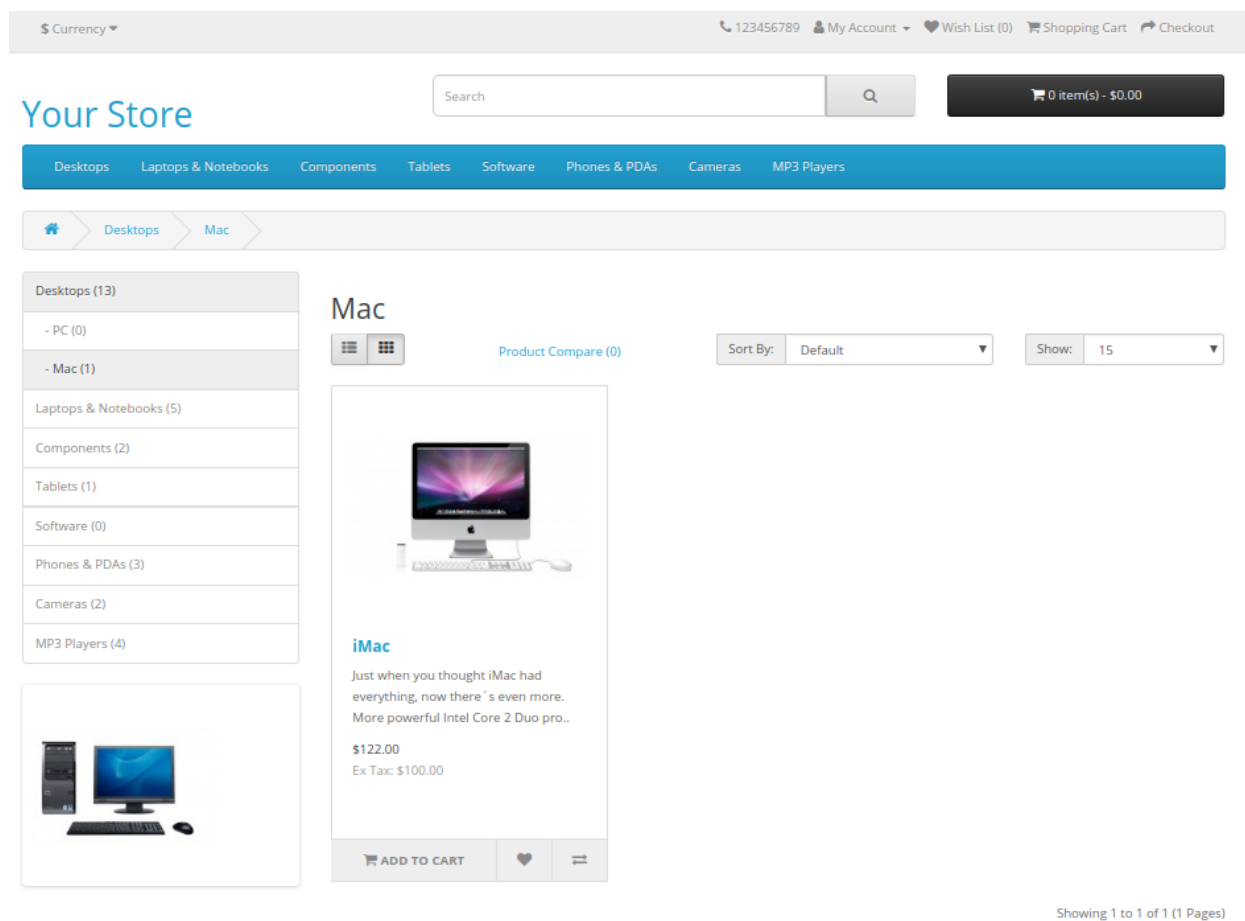 $ Currency
123456789 My Account Wish List (0) Shopping Cart Checkout
Your Store
Search
0 item(s) - $0.00
Desktops Laptops & Notebooks Components Tablets Software Phones & PDAs Cameras MP3 Players
Desktops Mac
Desktops (13)
- PC (0)
- Mac (1)
Laptops & Notebooks (5)
Components (2)
Tablets (1)
Software (0)
Phones & PDAs (3)
Cameras (2)
MP3 Players (4)
Mac
Product Compare (0)
Sort By: Default
Show: 15
iMac
Just when you thought iMac had
everything, now there´s even more.
More powerful Intel Core 2 Duo pro..
$122.00
Ex Tax: $100.00
ADD TO CART
Showing 1 to 1 of 1 (1 Pages)